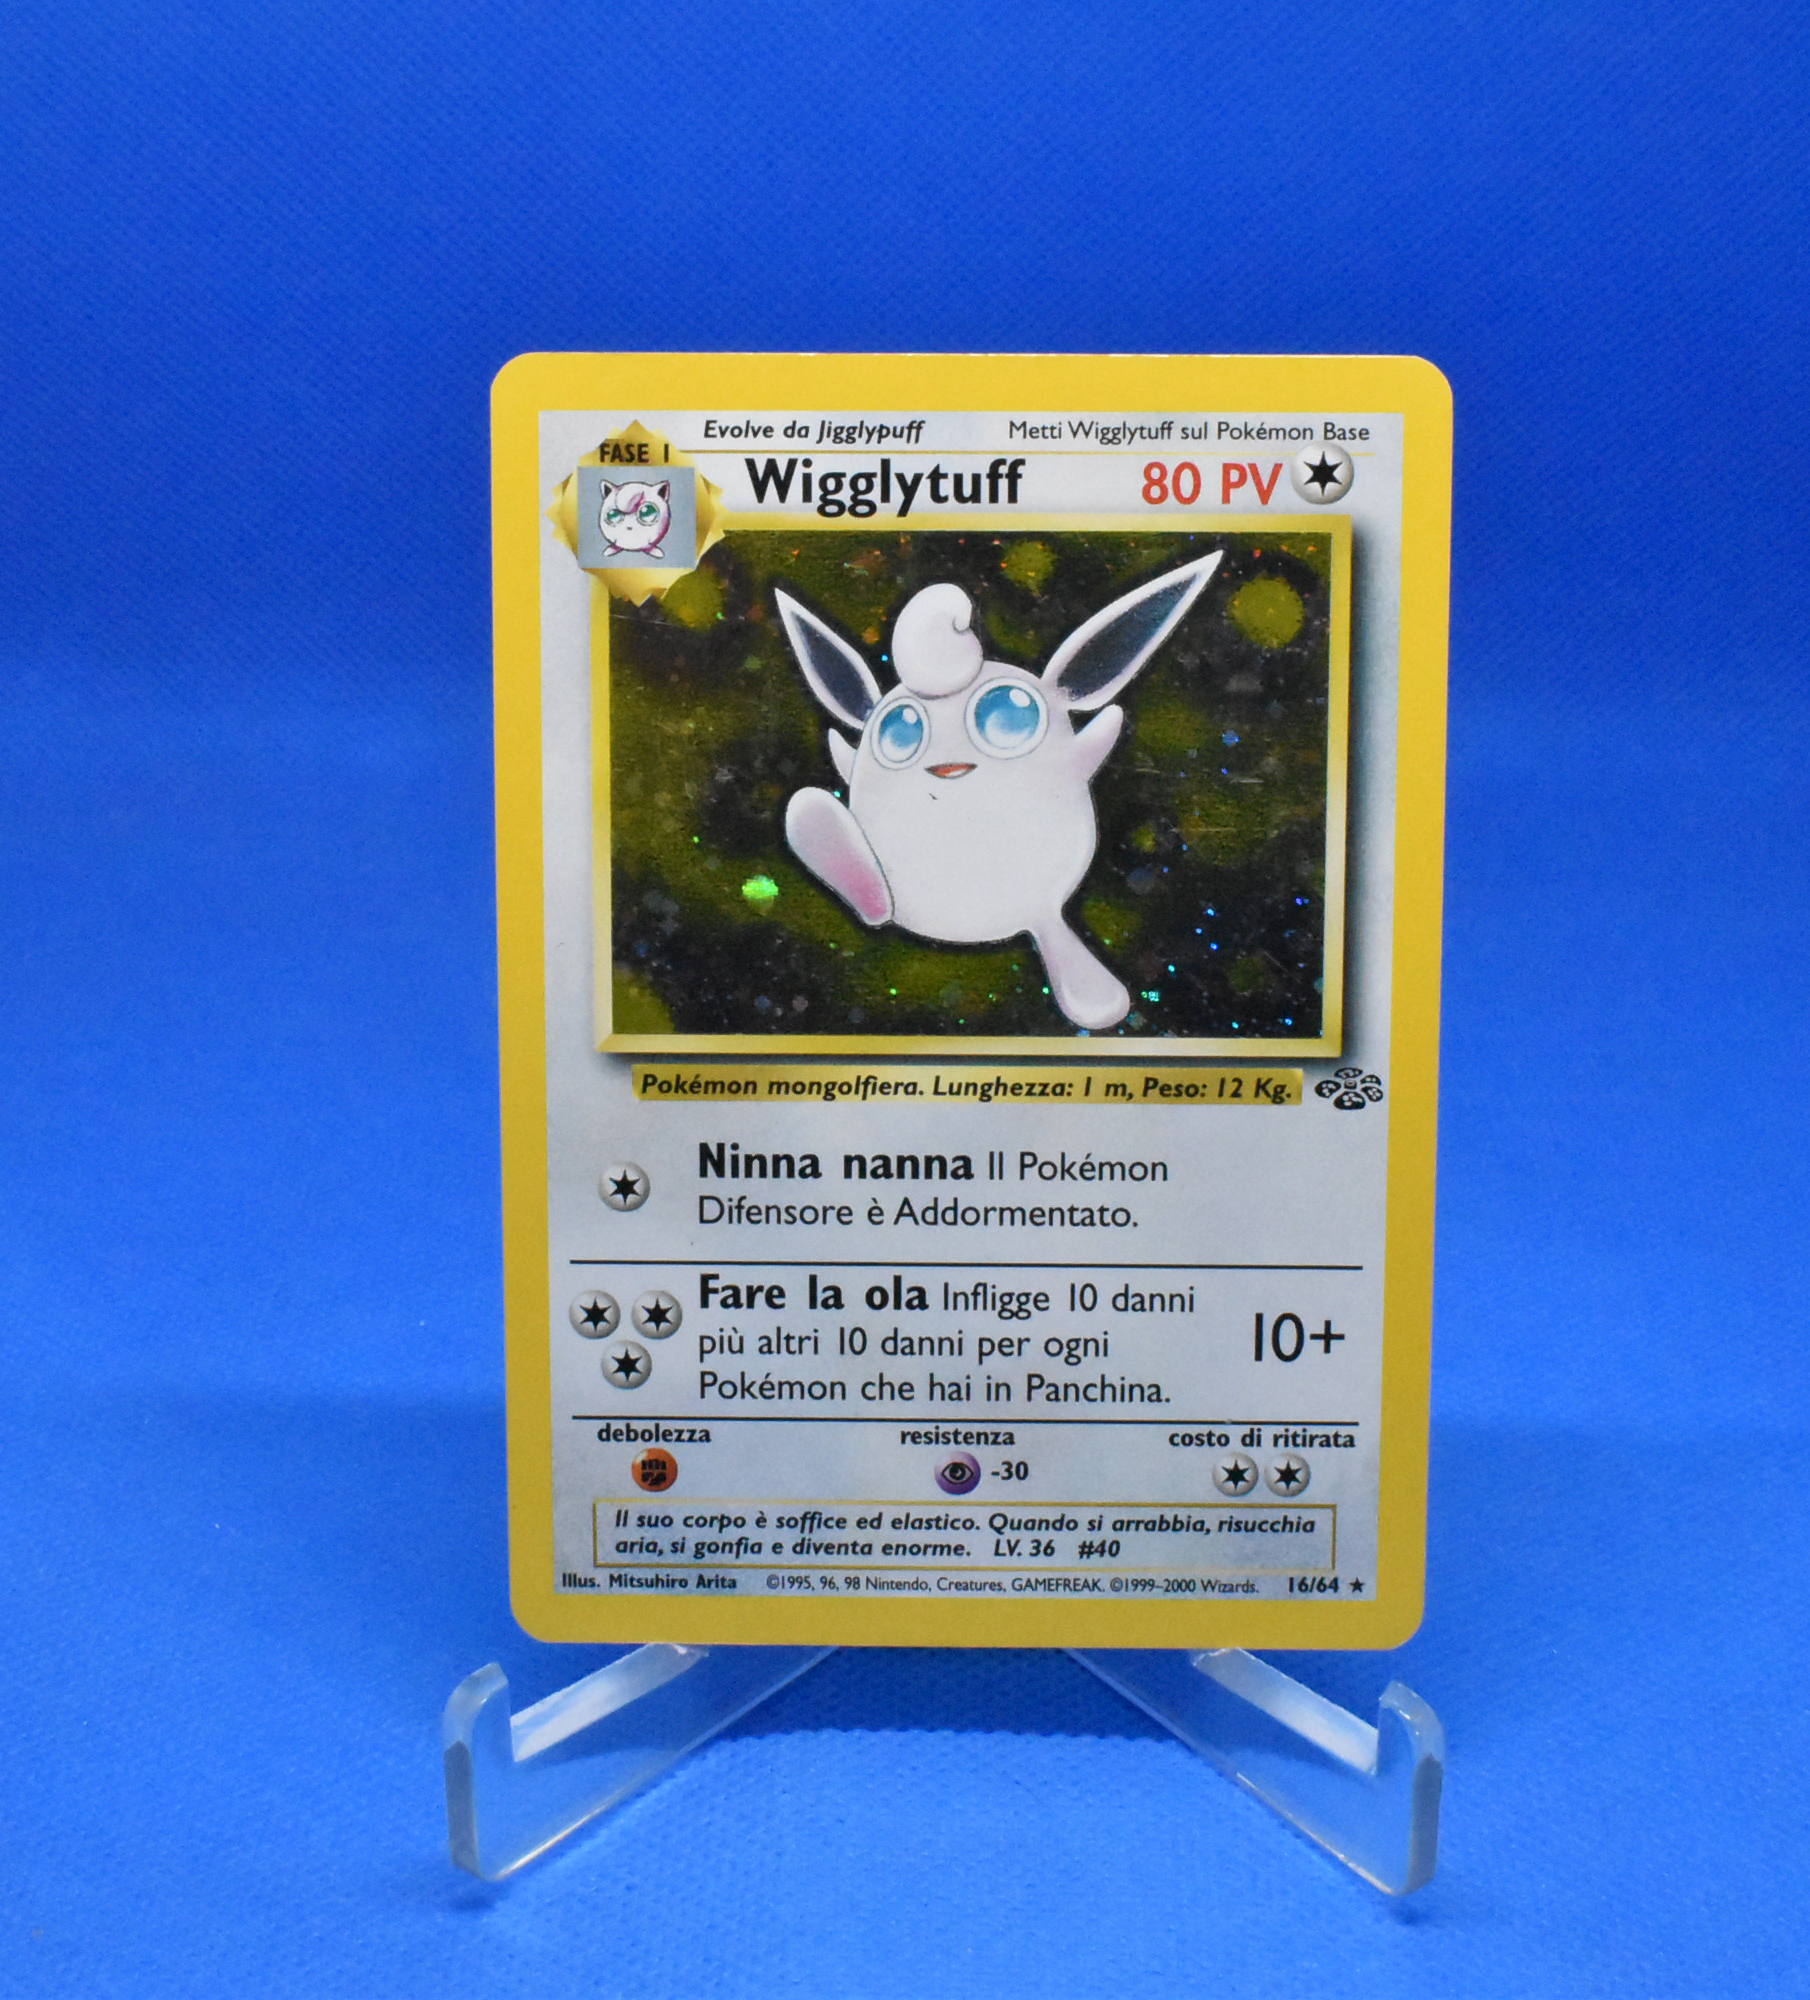 Evolve da Jigglypuff Metti Wigglytuff sul Pokémon Base
FASE 1
Wigglytuff 80 PV
Pokémon mongolfiera. Lunghezza: 1 m, Peso: 12 Kg.
Ninna nanna Il Pokémon
Difensore è Addormentato.
Fare la ola Infligge 10 danni
più altri 10 danni per ogni
Pokémon che hai in Panchina.
10+
debolezza resistenza costo di ritirata
-30
Il suo corpo è soffice ed elastico. Quando si arrabbia, risucchia
aria, si gonfia e diventa enorme. LV. 36 #40
Illus. Mitsuhiro Arita ©1995, 96, 98 Nintendo, Creatures, GAMEFREAK. ©1999-2000 Wizards. 16/64 ★